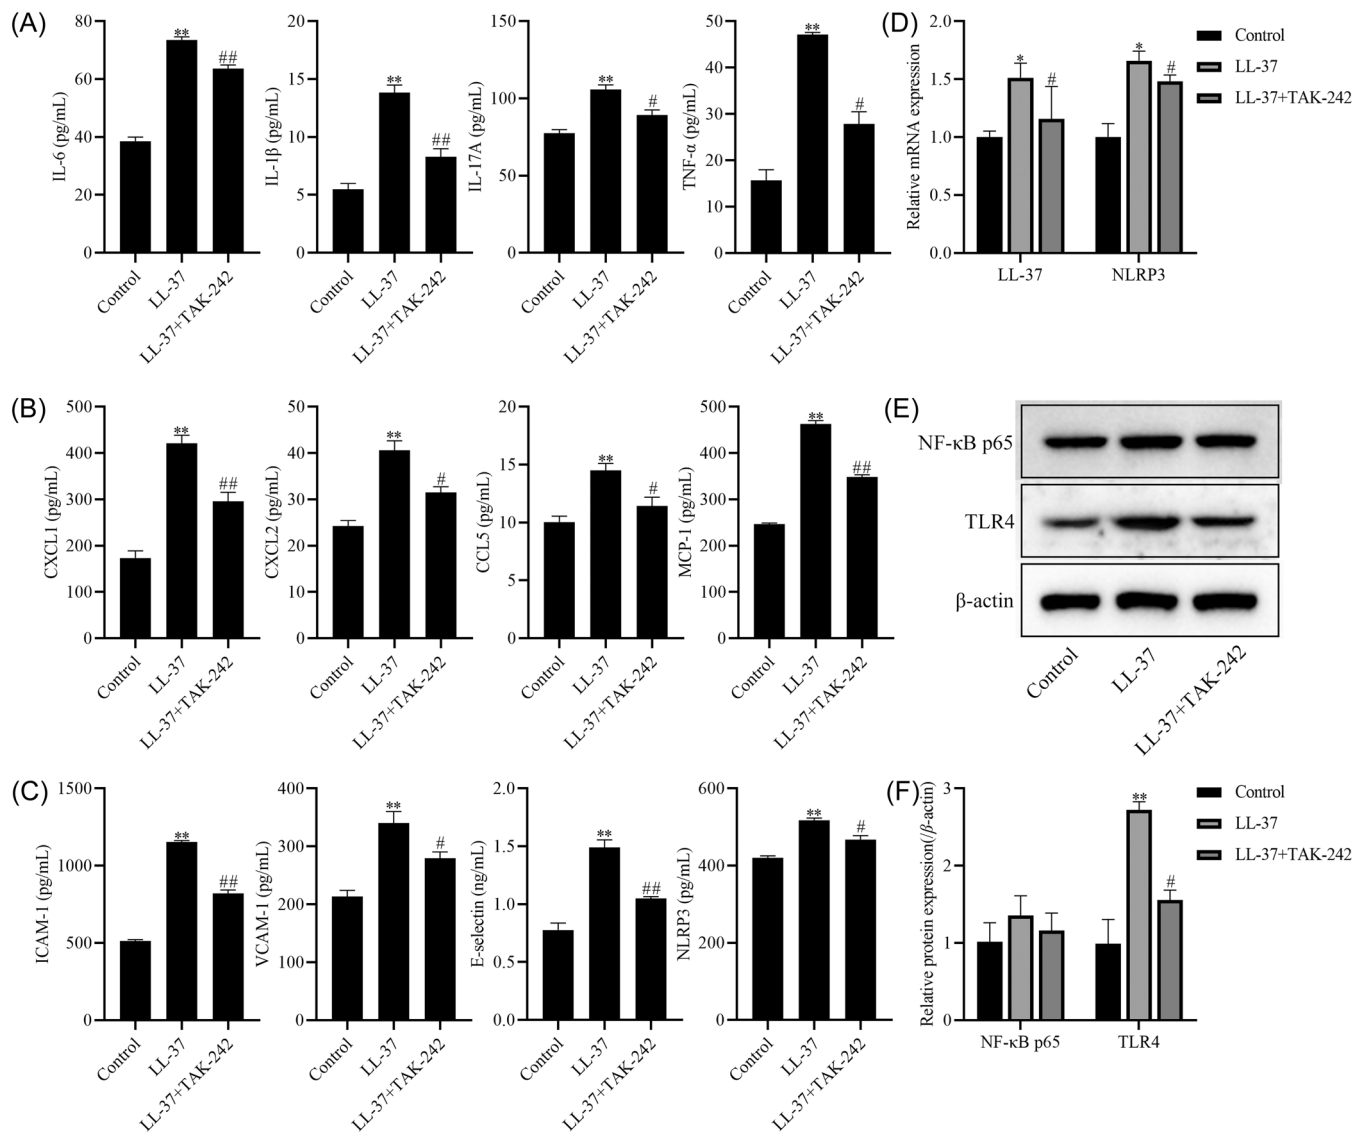 (A)
IL-6 (pg/mL)
80
60
40
20
0
**
##
Control
LL-37
LL-37+TAK-242
IL-1β (pg/mL)
20
15
10
5
0
**
##
Control
LL-37
LL-37+TAK-242
IL-17A (pg/mL)
150
100
50
0
**
#
Control
LL-37
LL-37+TAK-242
TNF-α (pg/mL)
50
40
30
20
10
0
**
#
Control
LL-37
LL-37+TAK-242
(D)
Relative mRNA expression
2.0
1.5
1.0
0.5
0.0
*
#
*
#
LL-37
NLRP3
Control
LL-37
LL-37+TAK-242
(B)
CXCL1 (pg/mL)
500
400
300
200
100
0
**
##
Control
LL-37
LL-37+TAK-242
CXCL2 (pg/mL)
50
40
30
20
10
0
**
#
Control
LL-37
LL-37+TAK-242
CCL5 (pg/mL)
20
15
10
5
0
**
#
Control
LL-37
LL-37+TAK-242
MCP-1 (pg/mL)
500
400
300
200
100
0
**
##
Control
LL-37
LL-37+TAK-242
(E)
NF-κB p65
TLR4
β-actin
Control
LL-37
LL-37+TAK-242
(C)
ICAM-1 (pg/mL)
1500
1000
500
0
**
##
Control
LL-37
LL-37+TAK-242
VCAM-1 (pg/mL)
400
300
200
100
0
**
#
Control
LL-37
LL-37+TAK-242
E-selectin (ng/mL)
2.0
1.5
1.0
0.5
0.0
**
##
Control
LL-37
LL-37+TAK-242
NLRP3 (pg/mL)
600
400
200
0
**
#
Control
LL-37
LL-37+TAK-242
(F)
Relative protein expression(/β-actin)
3
2
1
0
**
#
NF-κB p65
TLR4
Control
LL-37
LL-37+TAK-242